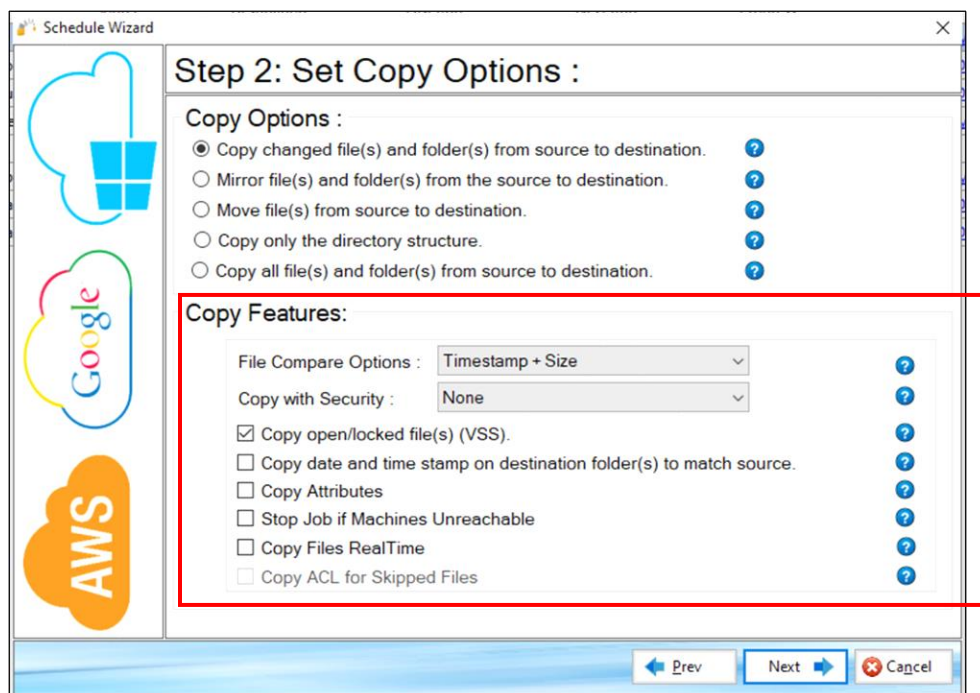 Schedule Wizard
Step 2: Set Copy Options :
Copy Options :
Copy changed file(s) and folder(s) from source to destination.
Mirror file(s) and folder(s) from the source to destination.
Move file(s) from source to destination.
Copy only the directory structure.
Copy all file(s) and folder(s) from source to destination.
Google
Copy Features:
File Compare Options : Timestamp + Size
Copy with Security : None
Copy open/locked file(s) (VSS).
Copy date and time stamp on destination folder(s) to match source.
Copy Attributes
Stop Job if Machines Unreachable
Copy Files RealTime
Copy ACL for Skipped Files
AWS
Prev Next Cancel